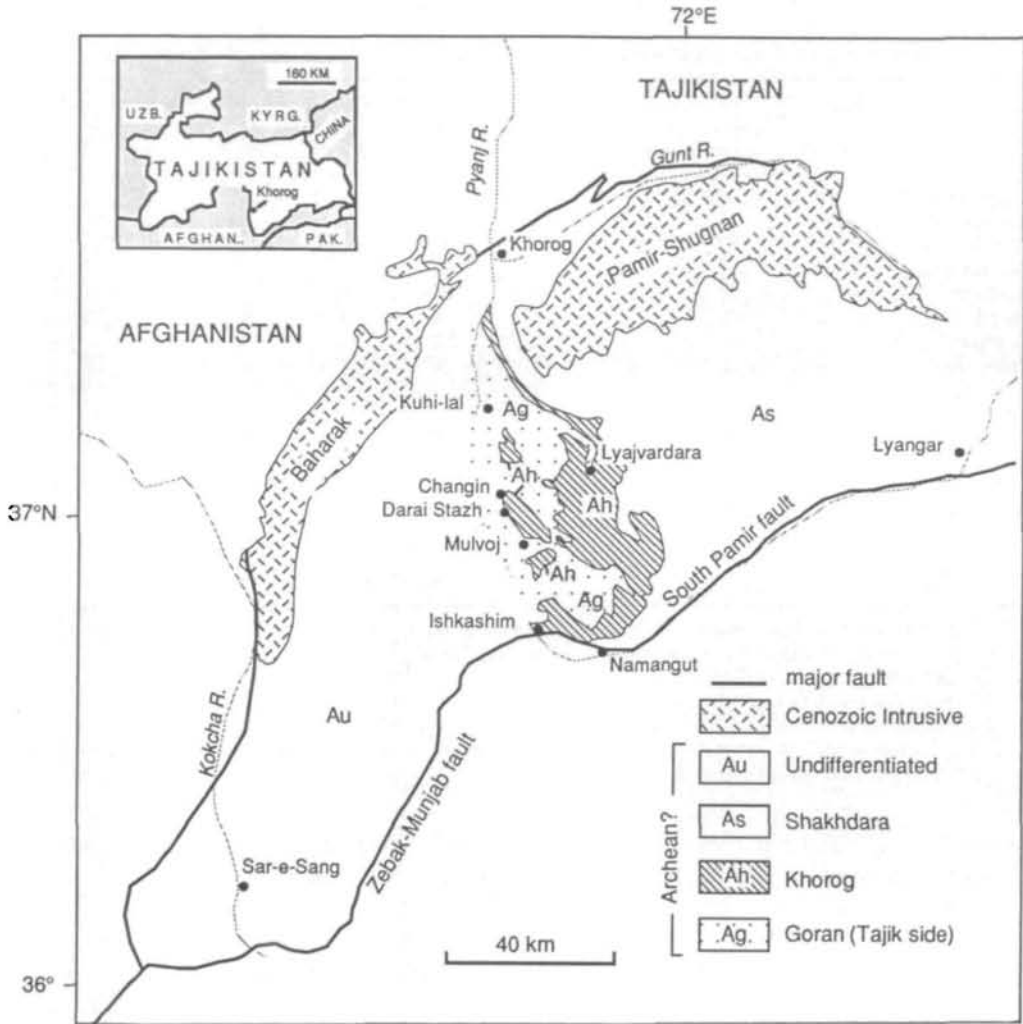 72°E
160 KM
UZB.
KYRG.
CHINA
TAJIKISTAN
Khorog
AFGHAN..
PAK.
TAJIKISTAN
Pyanj R.
Gunt R.
Khorog
Pamir-Shugnan
AFGHANISTAN
Kuhi-lal
Ag
As
Baharak
Lyajvardara
Lyangar
Ah
Changin
Ah
37°N
Darai Stazh
Mulvoj
South Pamir fault
Ah
Ag
Ishkashim
Namangut
major fault
Cenozoic Intrusive
Kokcha R.
Au
Zebak-Munjab fault
Archean?
Au Undifferentiated
As Shakhdara
Sar-e-Sang
Ah Khorog
Ag Goran (Tajik side)
40 km
36°